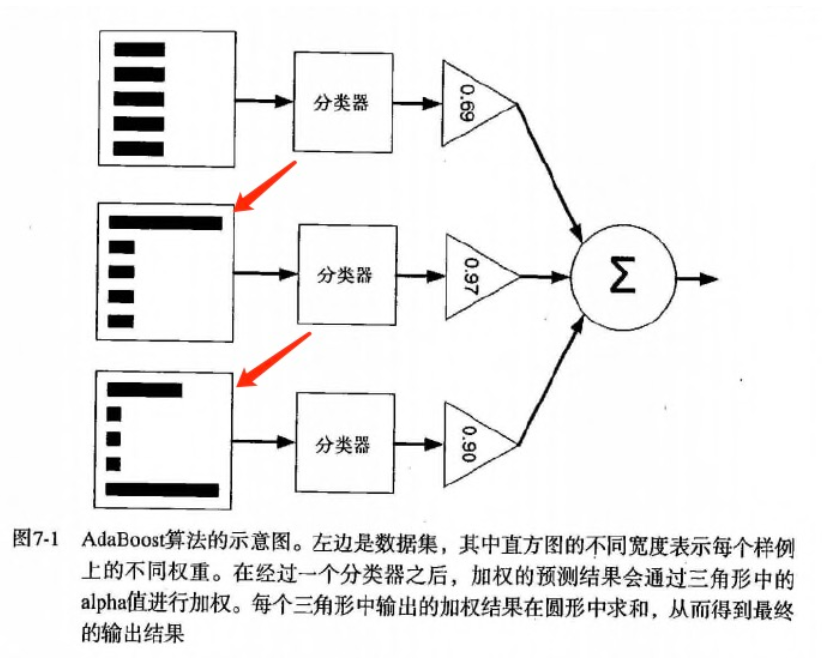 分类器
0.69
分类器
0.97
Σ
分类器
0.90
图7-1 AdaBoost算法的示意图。左边是数据集，其中直方图的不同宽度表示每个样例
上的不同权重。在经过一个分类器之后，加权的预测结果会通过三角形中的
alpha值进行加权。每个三角形中输出的加权结果在圆形中求和，从而得到最终
的输出结果